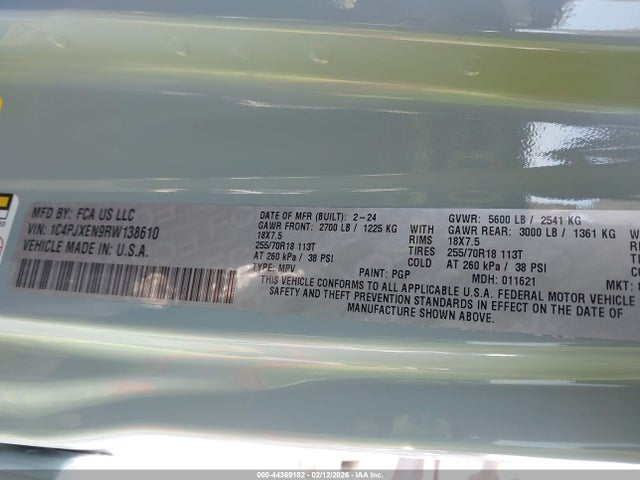 MFD BY: FCA US LLC
VIN: 1C4PJXEN9RW138610
VEHICLE MADE IN U.S.A.
DATE OF MFR (BUILT): 2-24
GAWR FRONT: 2700 LB / 1225 KG WITH
18X7.5 RIMS
255/70R18 113T TIRES
AT 260 kPa / 38 PSI COLD
TYPE: MPV
GVWR: 5600 LB / 2541 KG
GAWR REAR: 3000 LB / 1361 KG WITH
18X7.5 RIMS
255/70R18 113T TIRES
AT 260 kPa / 38 PSI COLD
PAINT: PGP MDH: 011621 MKT:
THIS VEHICLE CONFORMS TO ALL APPLICABLE U.S.A. FEDERAL MOTOR VEHICLE
SAFETY AND THEFT PREVENTION STANDARDS IN EFFECT ON THE DATE OF
MANUFACTURE SHOWN ABOVE.
000-44369182 - 02/12/2026 - IAA Inc.